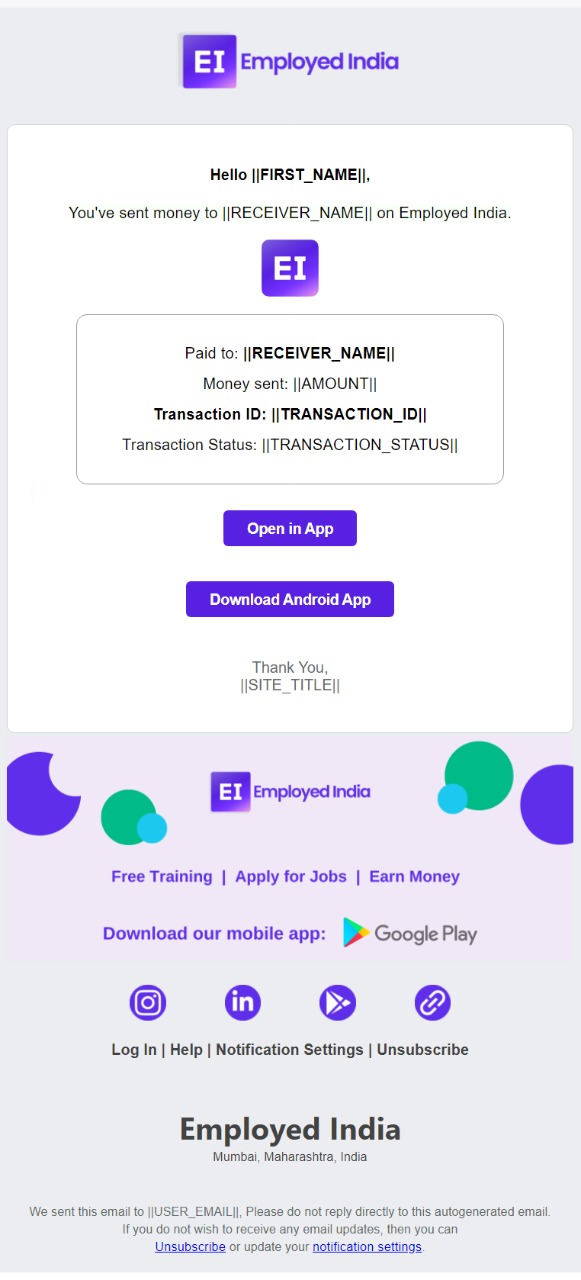 EI Employed India
Hello ||FIRST_NAME||,
You've sent money to ||RECEIVER_NAME|| on Employed India.
EI
Paid to: ||RECEIVER_NAME||
Money sent: ||AMOUNT||
Transaction ID: ||TRANSACTION_ID||
Transaction Status: ||TRANSACTION_STATUS||
Open in App
Download Android App
Thank You,
||SITE_TITLE||
EI Employed India
Free Training | Apply for Jobs | Earn Money
Download our mobile app: Google Play
in
Log In | Help | Notification Settings | Unsubscribe
Employed India
Mumbai, Maharashtra, India
We sent this email to ||USER_EMAIL||, Please do not reply directly to this autogenerated email.
If you do not wish to receive any email updates, then you can
Unsubscribe or update your notification settings.